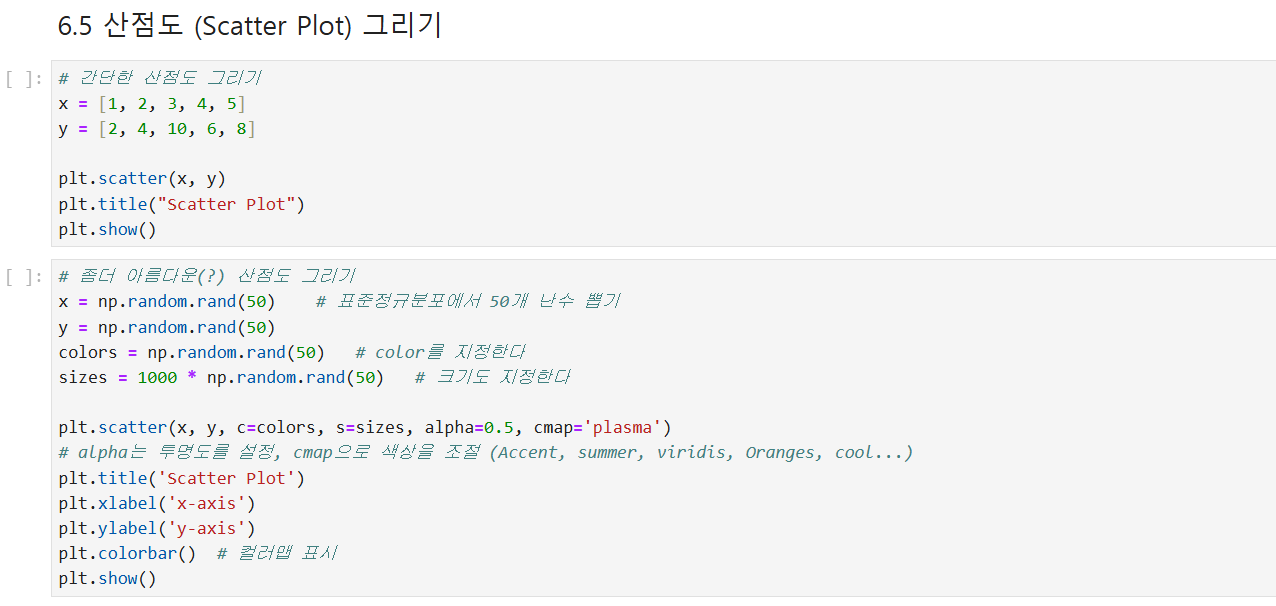 6.5 산점도 (Scatter Plot) 그리기
[ ]: # 간단한 산점도 그리기
x = [1, 2, 3, 4, 5]
y = [2, 4, 10, 6, 8]
plt.scatter(x, y)
plt.title("Scatter Plot")
plt.show()
[ ]: # 좀더 아름다운(?) 산점도 그리기
x = np.random.rand(50)    # 표준정규분포에서 50개 난수 뽑기
y = np.random.rand(50)
colors = np.random.rand(50)   # color를 지정한다
sizes = 1000 * np.random.rand(50)   # 크기도 지정한다
plt.scatter(x, y, c=colors, s=sizes, alpha=0.5, cmap='plasma')
# alpha는 투명도를 설정, cmap으로 색상을 조절 (Accent, summer, viridis, Oranges, cool...)
plt.title('Scatter Plot')
plt.xlabel('x-axis')
plt.ylabel('y-axis')
plt.colorbar()  # 컬러맵 표시
plt.show()